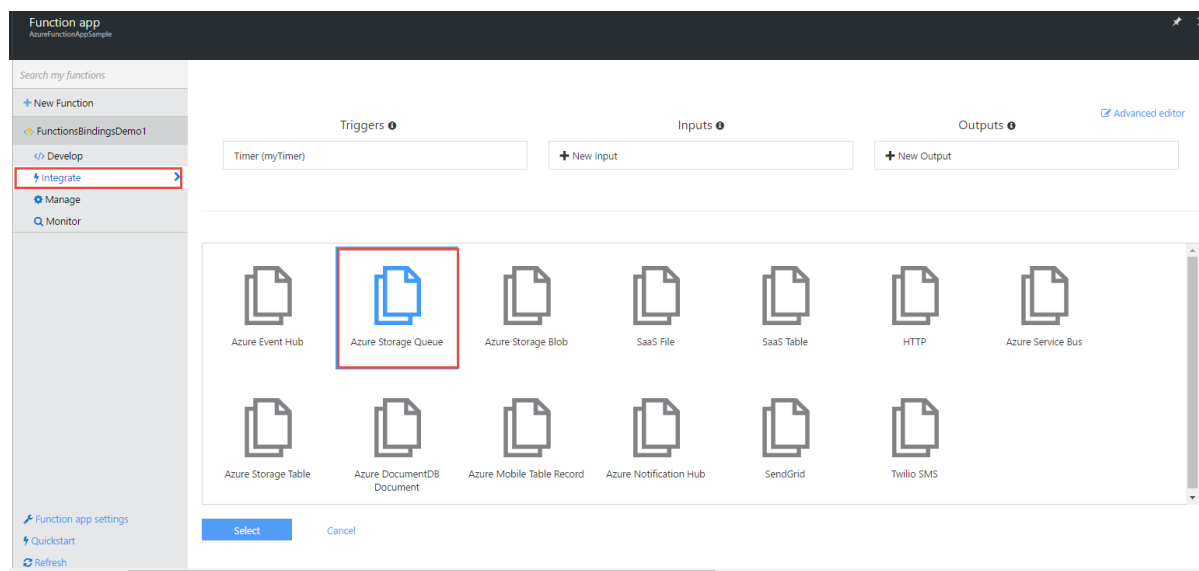 Function app
AzureFunctionAppSample
Search my functions
+ New Function
FunctionsBindingsDemo1
</> Develop
Integrate
Manage
Monitor
Function app settings
Quickstart
Refresh
Advanced editor
Triggers
Inputs
Outputs
Timer (myTimer)
+ New Input
+ New Output
Azure Event Hub
Azure Storage Queue
Azure Storage Blob
SaaS File
SaaS Table
HTTP
Azure Service Bus
Azure Storage Table
Azure DocumentDB
Document
Azure Mobile Table Record
Azure Notification Hub
SendGrid
Twilio SMS
Select
Cancel